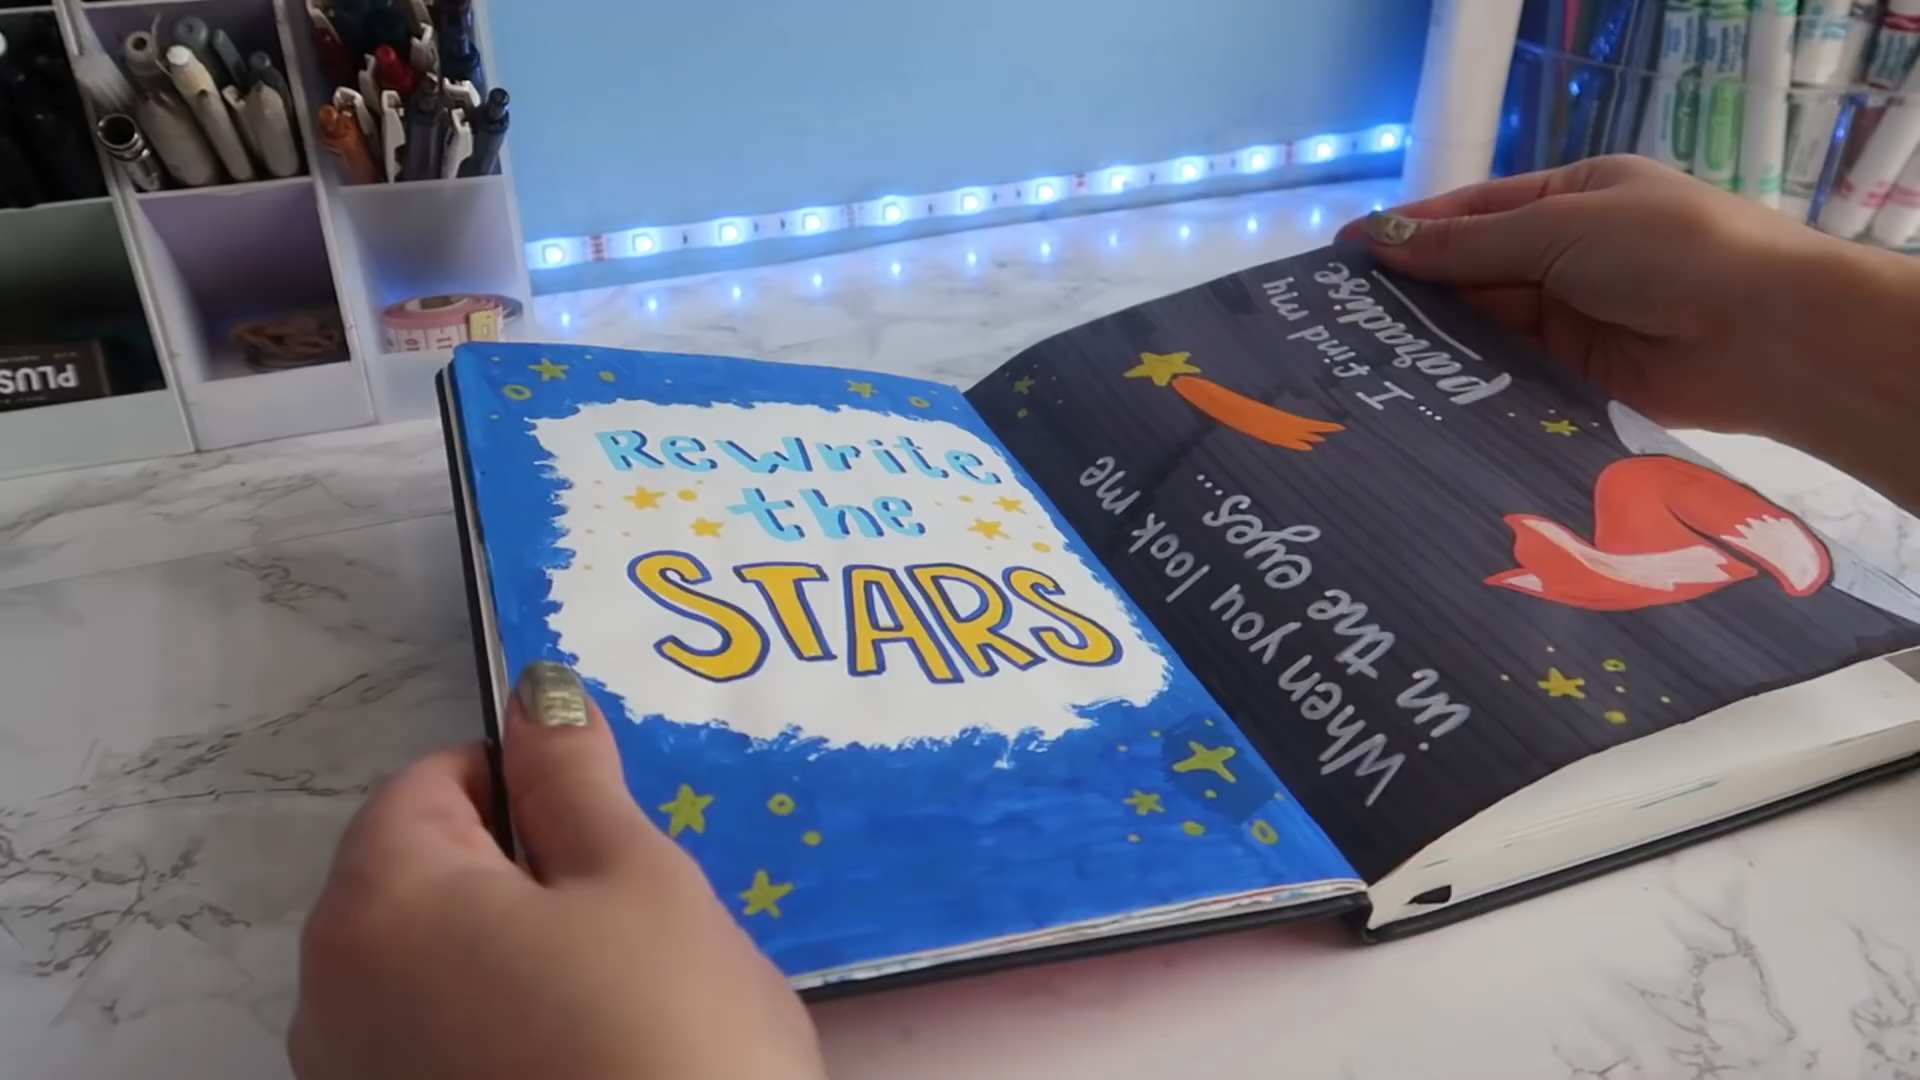 Rewrite
the
STARS
When you look me
in the eyes...
... I find my
paradise
PLUS